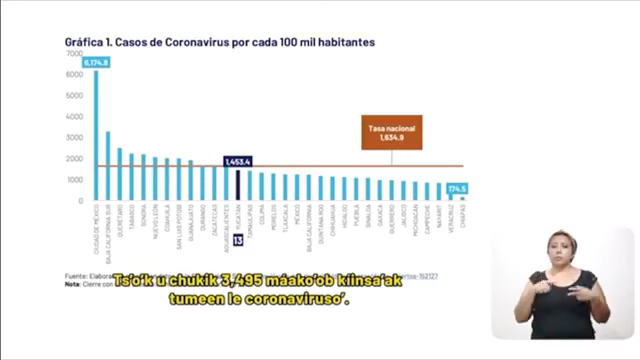 Gráfica 1. Casos de Coronavirus por cada 100 mil habitantes
7000
6,174.8
6000
5000
4000
3000
2000
1000
0
Tasa nacional
1,634.9
1,453.4
174.5
CIUDAD DE MÉXICO
BAJA CALIFORNIA SUR
QUERÉTARO
TABASCO
SONORA
NUEVO LEÓN
COAHUILA
SAN LUIS POTOSÍ
GUANAJUATO
DURANGO
ZACATECAS
AGUASCALIENTES
YUCATÁN
TAMAULIPAS
COLIMA
MORELOS
TLAXCALA
MÉXICO
BAJA CALIFORNIA
QUINTANA ROO
CHIHUAHUA
HIDALGO
PUEBLA
SINALOA
OAXACA
GUERRERO
JALISCO
MICHOACÁN
CAMPECHE
NAYARIT
VERACRUZ
CHIAPAS
13
Fuente: Elabora
Nota: Cierre con
Ts'o'k u chukik 3,495 máako'ob kiinsa'ak
tumeen le coronaviruso'.